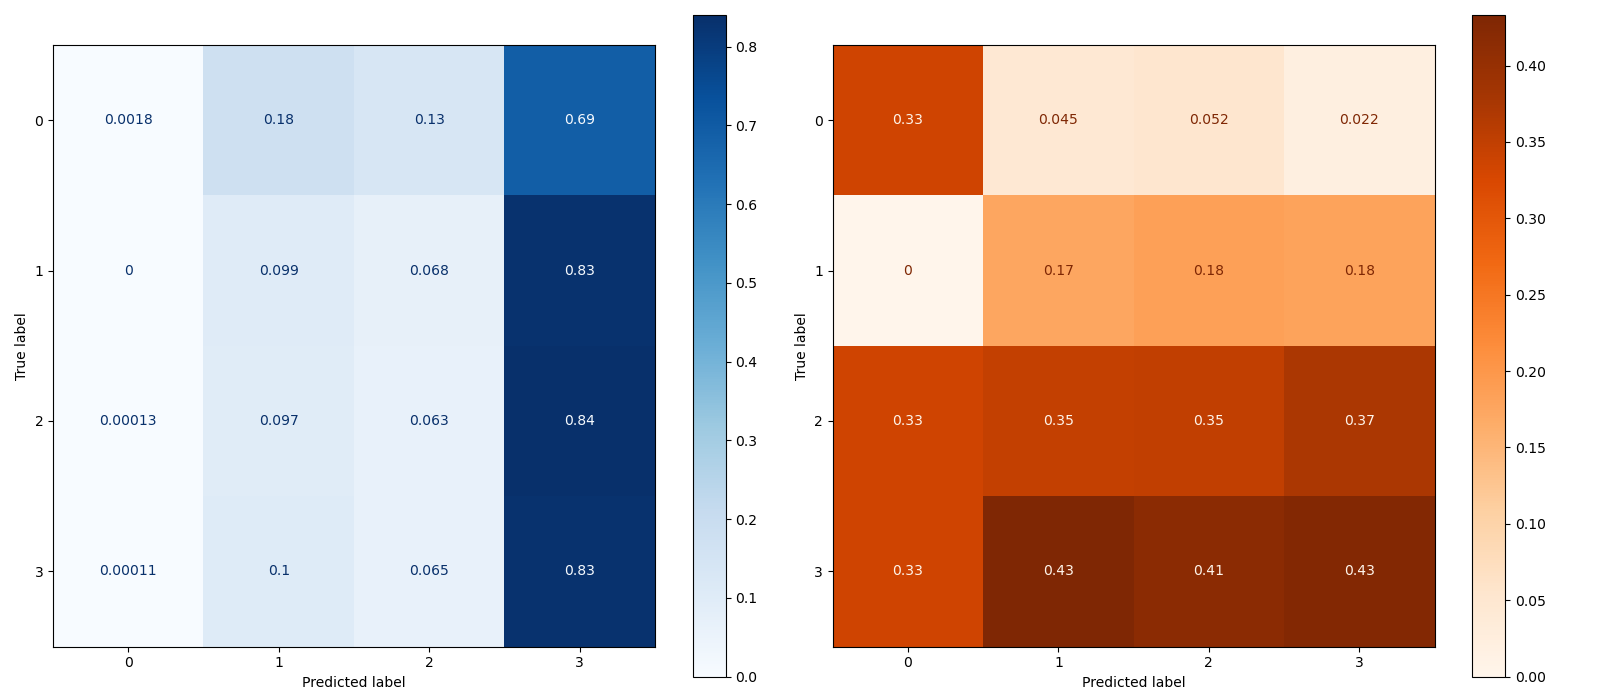 0 0.0018 0.18 0.13 0.69
1 0 0.099 0.068 0.83
2 0.00013 0.097 0.063 0.84
3 0.00011 0.1 0.065 0.83
0 1 2 3
Predicted label
True label
0.8
0.7
0.6
0.5
0.4
0.3
0.2
0.1
0.0
0 0.33 0.045 0.052 0.022
1 0 0.17 0.18 0.18
2 0.33 0.35 0.35 0.37
3 0.33 0.43 0.41 0.43
0 1 2 3
Predicted label
True label
0.40
0.35
0.30
0.25
0.20
0.15
0.10
0.05
0.00